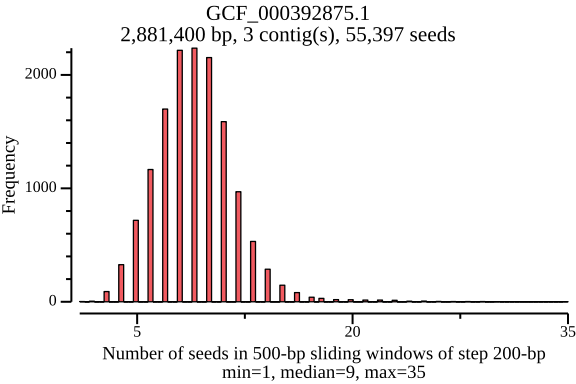 GCF_000392875.1
2,881,400 bp, 3 contig(s), 55,397 seeds
Frequency
2000
1000
0
5
20
35
Number of seeds in 500-bp sliding windows of step 200-bp
min=1, median=9, max=35